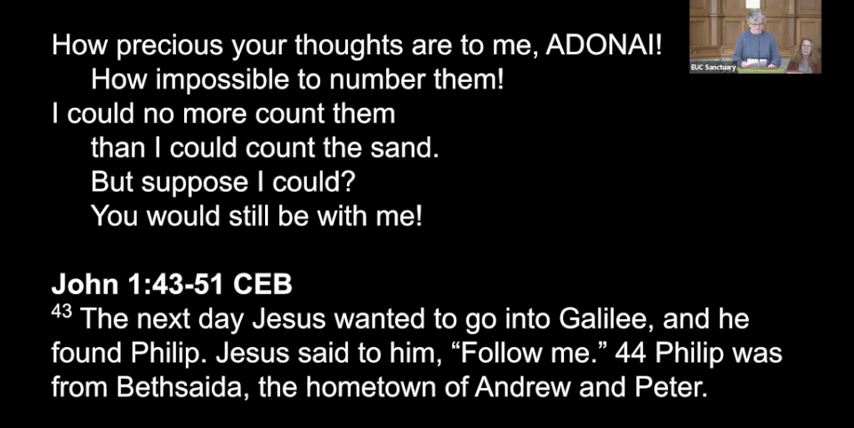 How precious your thoughts are to me, ADONAI!
How impossible to number them!
I could no more count them
than I could count the sand.
But suppose I could?
You would still be with me!
John 1:43-51 CEB
43 The next day Jesus wanted to go into Galilee, and he
found Philip. Jesus said to him, “Follow me.” 44 Philip was
from Bethsaida, the hometown of Andrew and Peter.
EUC Sanctuary